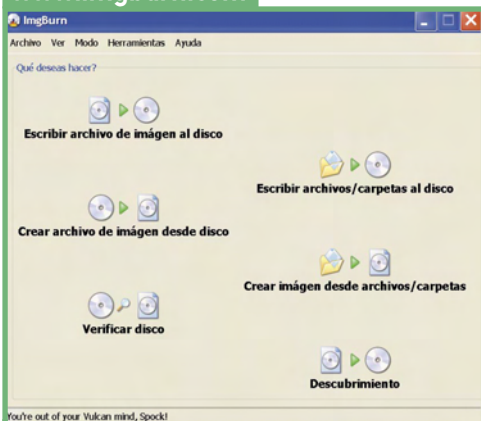 ImgBurn
Archivo Ver Modo Herramientas Ayuda
Qué deseas hacer?
Escribir archivo de imágen al disco
Escribir archivos/carpetas al disco
Crear archivo de imágen desde disco
Crear imágen desde archivos/carpetas
Verificar disco
Descubrimiento
You're out of your Vulkan mind, Spock!